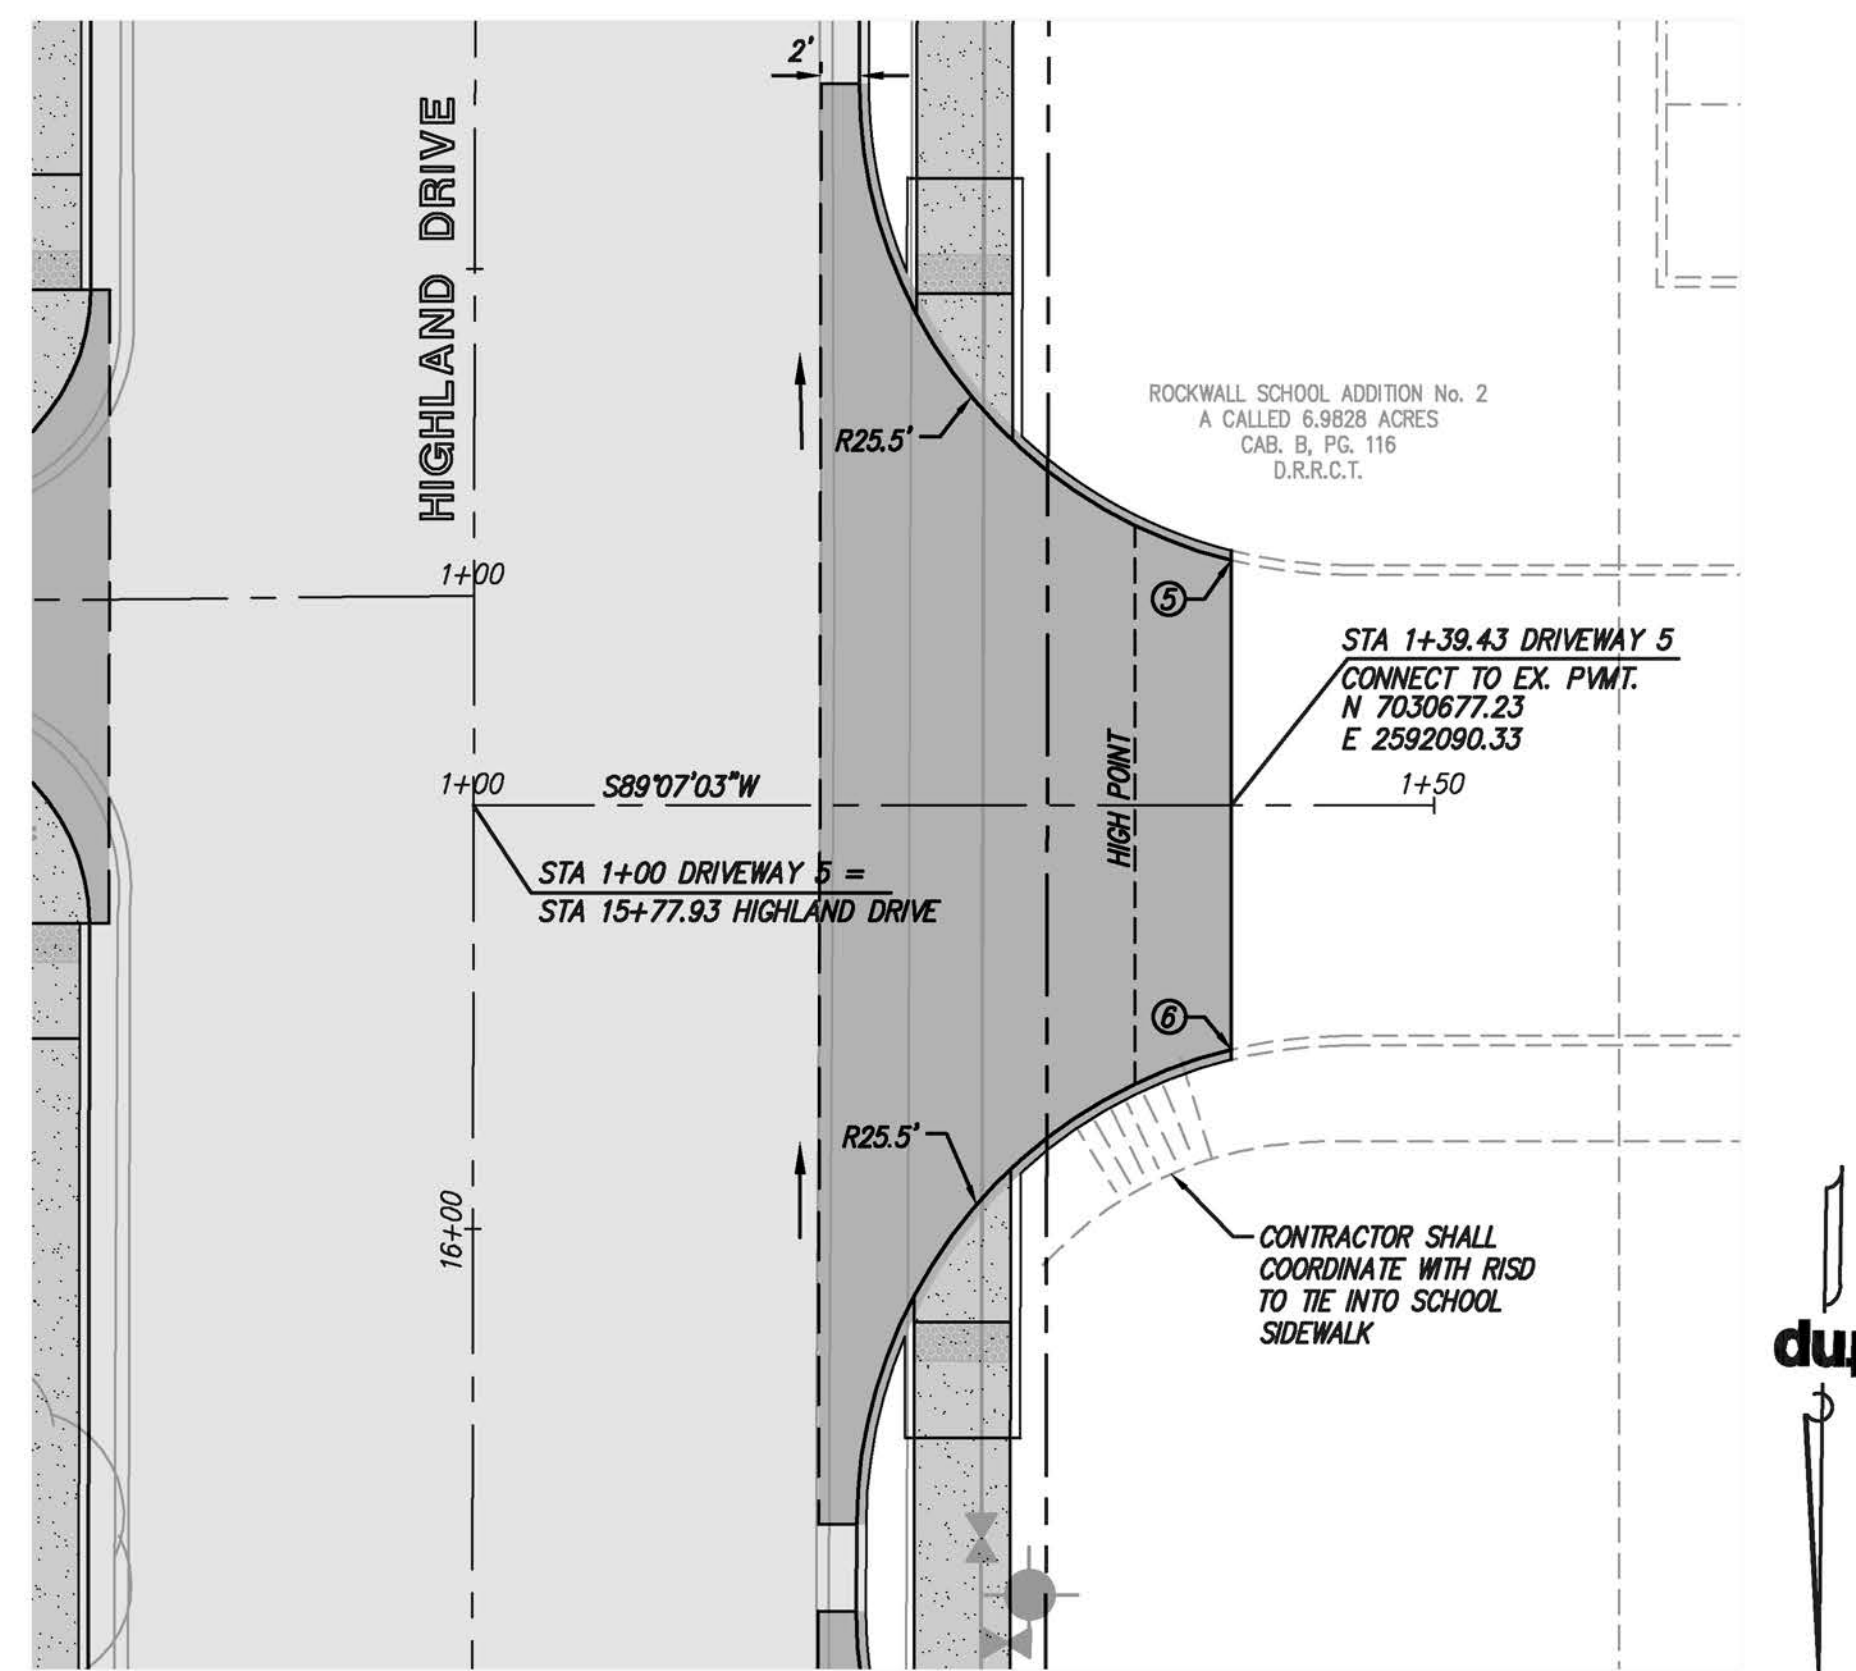 2'
HIGHLAND DRIVE
R25.5'
ROCKWALL SCHOOL ADDITION No. 2
A CALLED 6.9828 ACRES
CAB. B, PG. 116
D.R.R.C.T.
1+00
5
STA 1+39.43 DRIVEWAY 5
CONNECT TO EX. PVMT.
N 7030677.23
E 2592090.33
1+00
S89°07'03"W
HIGH POINT
1+50
STA 1+00 DRIVEWAY 5 =
STA 15+77.93 HIGHLAND DRIVE
6
R25.5'
16+00
CONTRACTOR SHALL
COORDINATE WITH RISD
TO TIE INTO SCHOOL
SIDEWALK